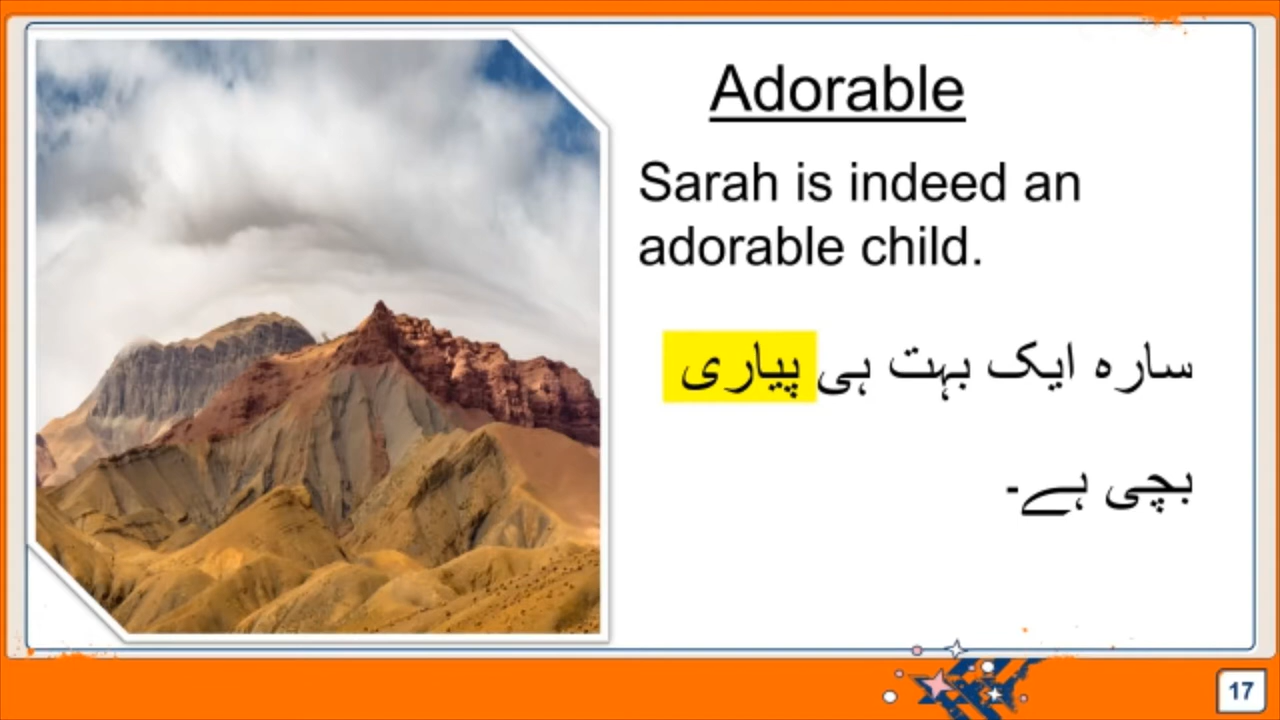 Adorable
Sarah is indeed an
adorable child.
سارہ ایک بہت ہی پیاری
بچی ہے۔
17